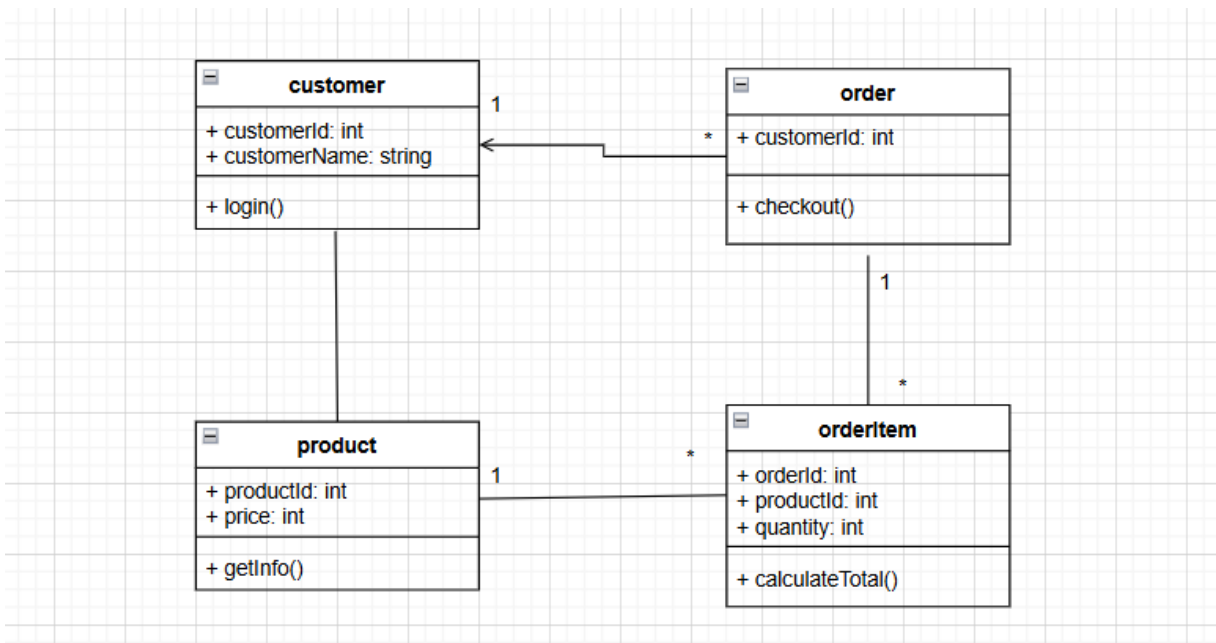 customer
+ customerId: int
+ customerName: string
+ login()
1
*
order
+ customerId: int
+ checkout()
1
*
product
+ productId: int
+ price: int
+ getInfo()
1
*
orderItem
+ orderId: int
+ productId: int
+ quantity: int
+ calculateTotal()